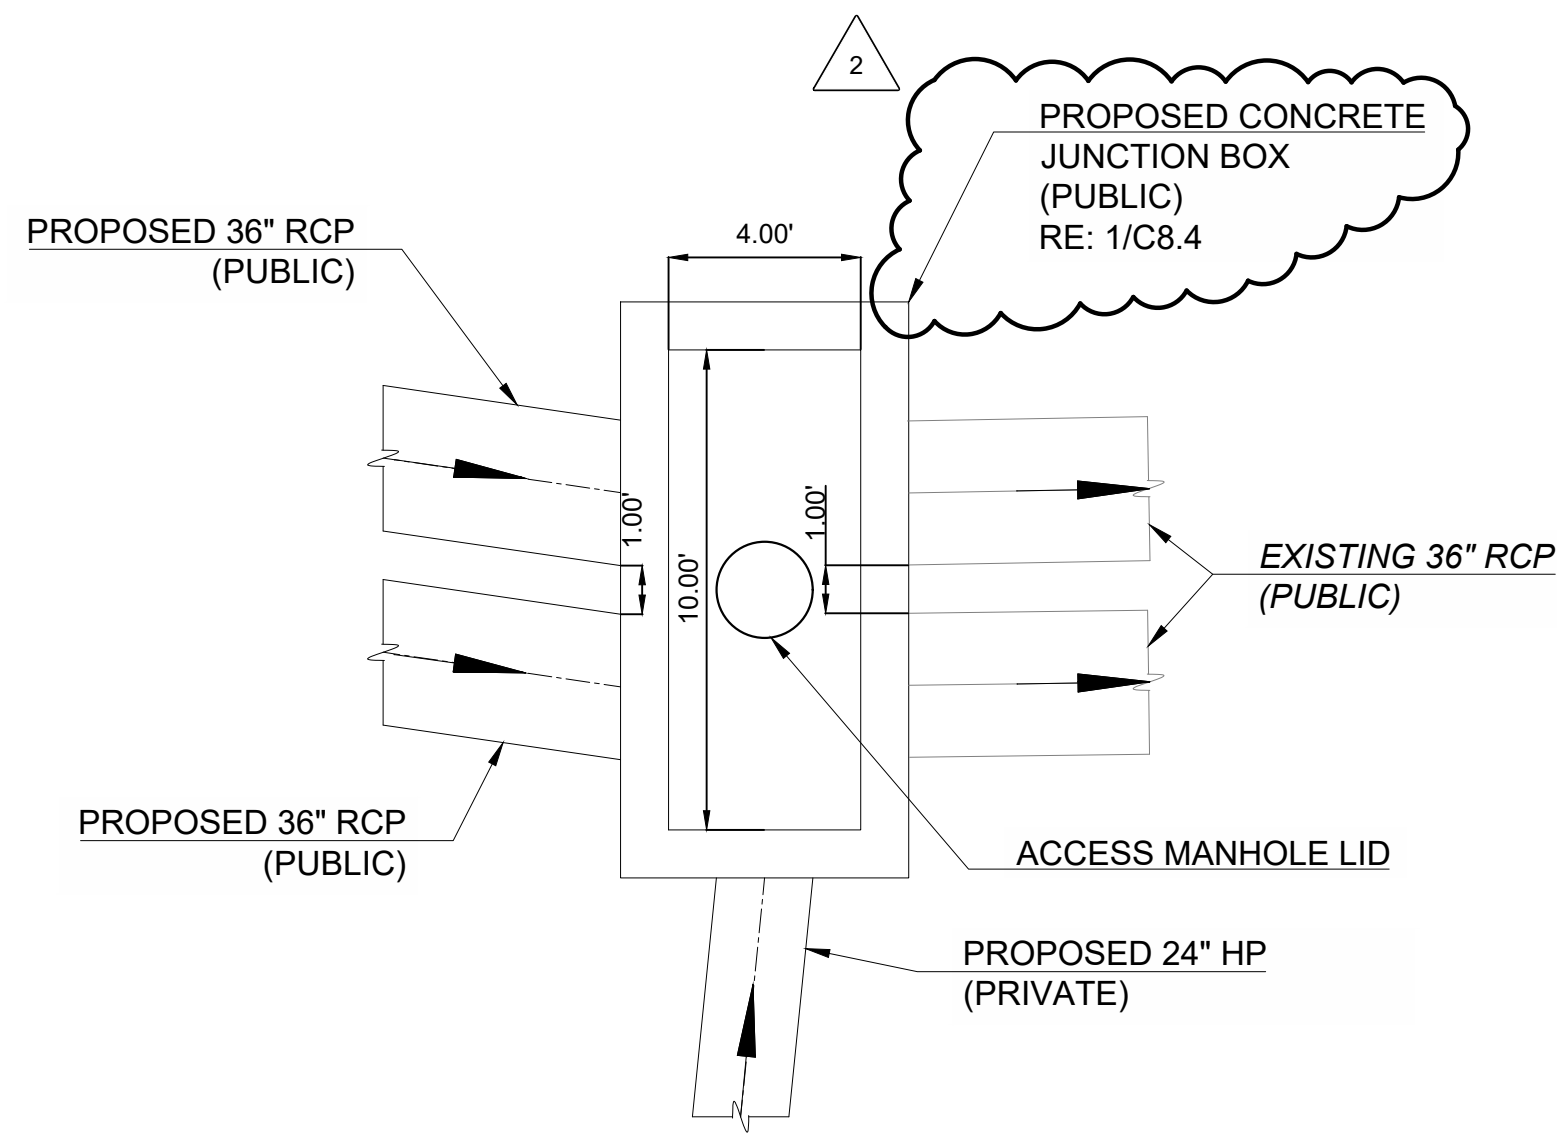 2
PROPOSED CONCRETE
JUNCTION BOX
(PUBLIC)
RE: 1/C8.4
PROPOSED 36" RCP
(PUBLIC)
4.00'
1.00'
1.00'
10.00'
EXISTING 36" RCP
(PUBLIC)
PROPOSED 36" RCP
(PUBLIC)
ACCESS MANHOLE LID
PROPOSED 24" HP
(PRIVATE)